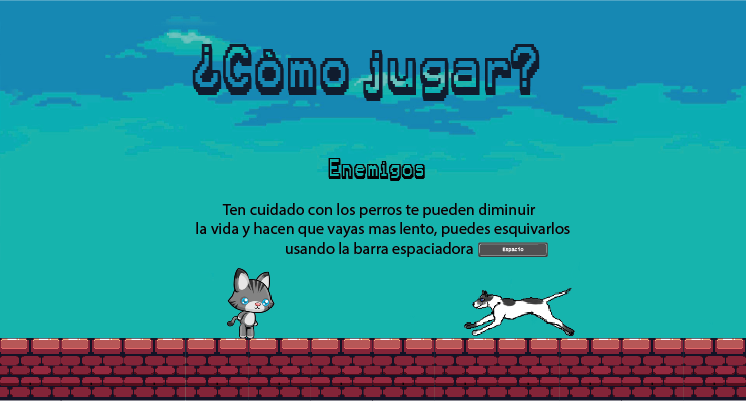 ¿Còmo jugar?
Enemigos
Ten cuidado con los perros te pueden diminuir
la vida y hacen que vayas mas lento, puedes esquivarlos
usando la barra espaciadora Espacio